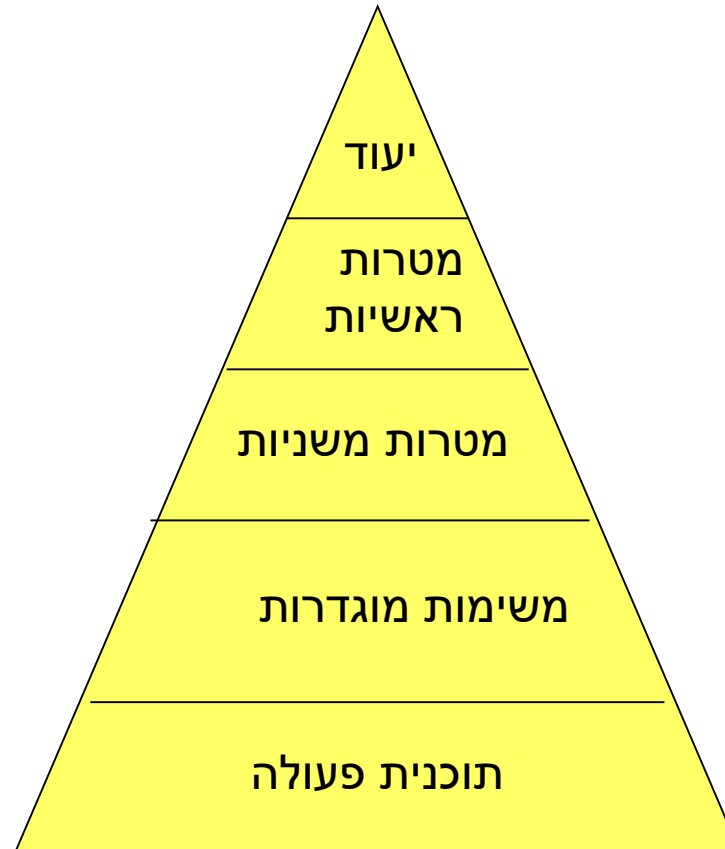 יעוד
מטרות
ראשיות
מטרות משניות
משימות מוגדרות
תוכנית פעולה